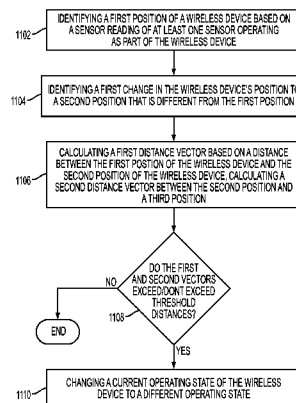 1102
IDENTIFYING A FIRST POSITION OF A WIRELESS DEVICE BASED ON
A SENSOR READING OF AT LEAST ONE SENSOR OPERATING
AS PART OF THE WIRELESS DEVICE
1104
IDENTIFYING A FIRST CHANGE IN THE WIRELESS DEVICE'S POSITION TO
A SECOND POSITION THAT IS DIFFERENT FROM THE FIRST POSITION
1106
CALCULATING A FIRST DISTANCE VECTOR BASED ON A DISTANCE
BETWEEN THE FIRST POSTION OF THE WIRELESS DEVICE AND THE
SECOND POSITION OF THE WIRELESS DEVICE, CALCULATING A
SECOND DISTANCE VECTOR BETWEEN THE SECOND POSITION AND
A THIRD POSITION
DO THE FIRST
AND SECOND VECTORS
EXCEED/DONT EXCEED
THRESHOLD
DISTANCES?
1108
NO
END
YES
1110
CHANGING A CURRENT OPERATING STATE OF THE WIRELESS
DEVICE TO A DIFFERENT OPERATING STATE